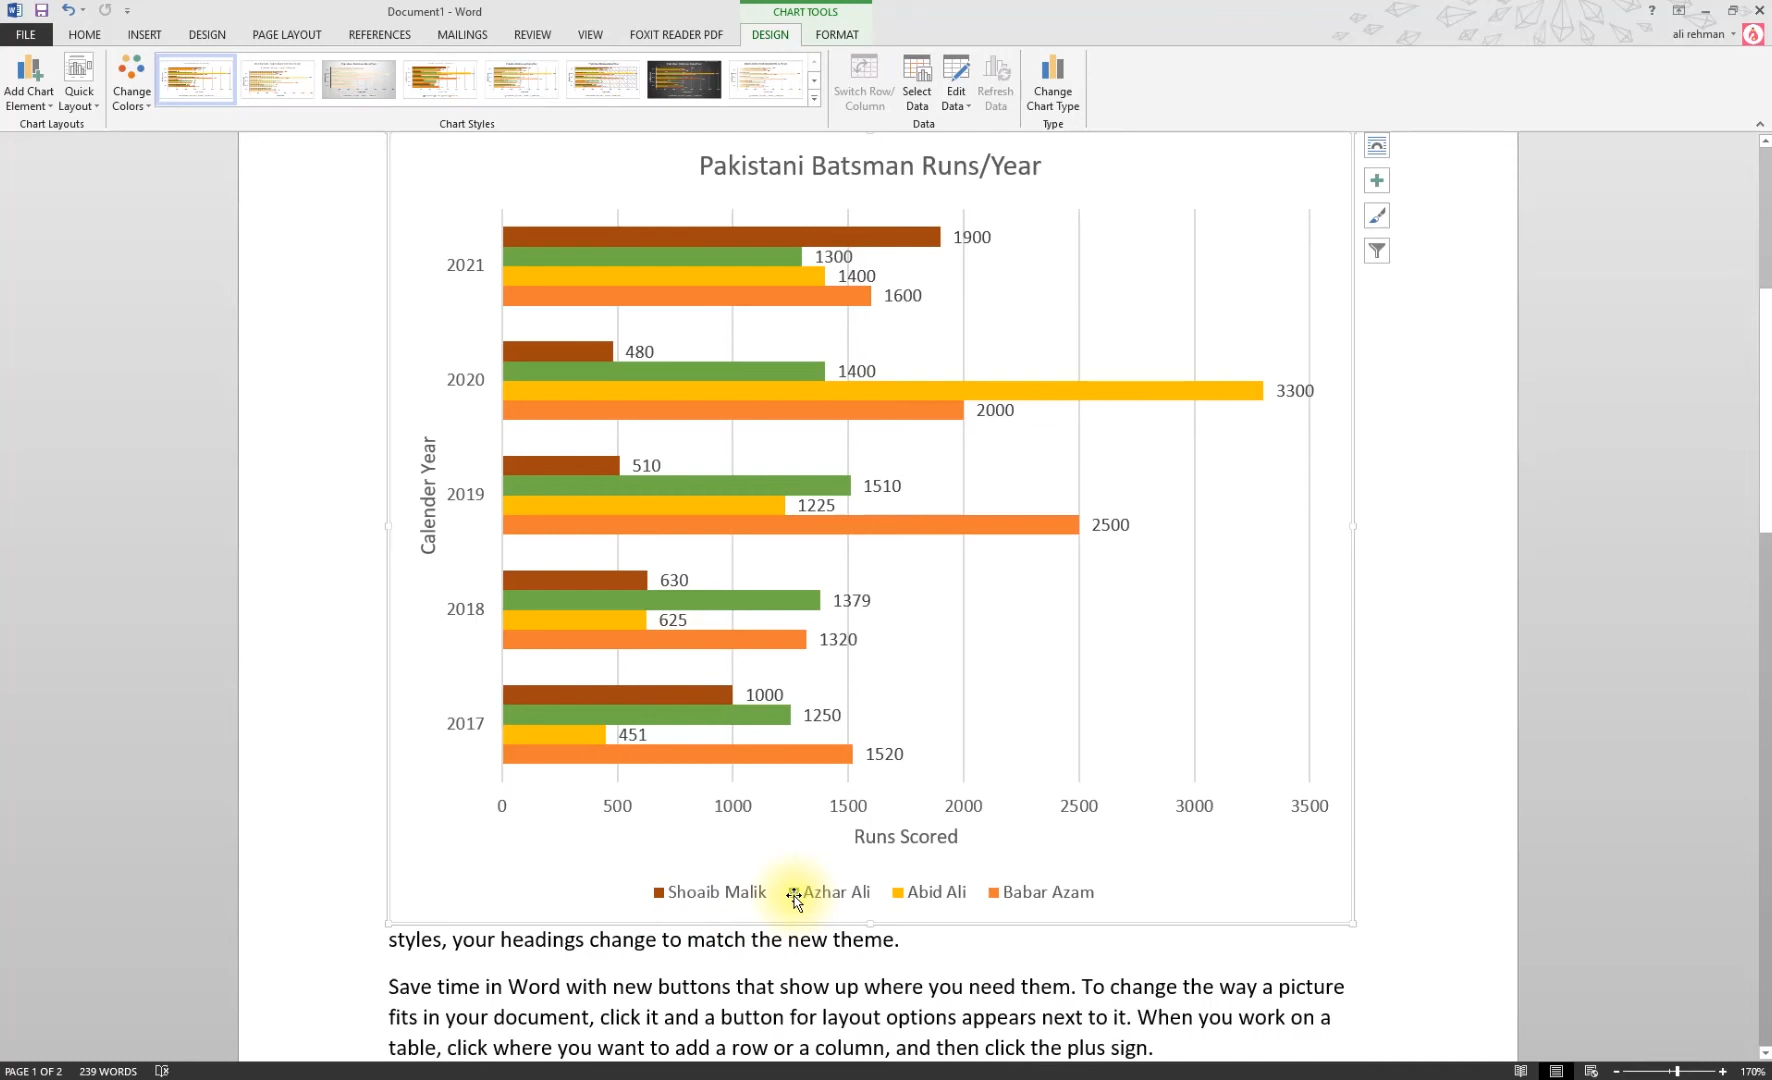 Document1 - Word
CHART TOOLS
?
FILE
HOME
INSERT
DESIGN
PAGE LAYOUT
REFERENCES
MAILINGS
REVIEW
VIEW
FOXIT READER PDF
DESIGN
FORMAT
ali rehman
Add Chart
Element
Quick
Layout
Change
Colors
Switch Row/
Column
Select
Data
Edit
Data
Refresh
Data
Change
Chart Type
Chart Layouts
Chart Styles
Data
Type
Pakistani Batsman Runs/Year
Calender Year
2021
1900
1300
1400
1600
2020
480
1400
3300
2000
2019
510
1510
1225
2500
2018
630
1379
625
1320
2017
1000
1250
451
1520
0 500 1000 1500 2000 2500 3000 3500
Runs Scored
Shoaib Malik Azhar Ali Abid Ali Babar Azam
styles, your headings change to match the new theme.
Save time in Word with new buttons that show up where you need them. To change the way a picture
fits in your document, click it and a button for layout options appears next to it. When you work on a
table, click where you want to add a row or a column, and then click the plus sign.
PAGE 1 OF 2 239 WORDS
170%